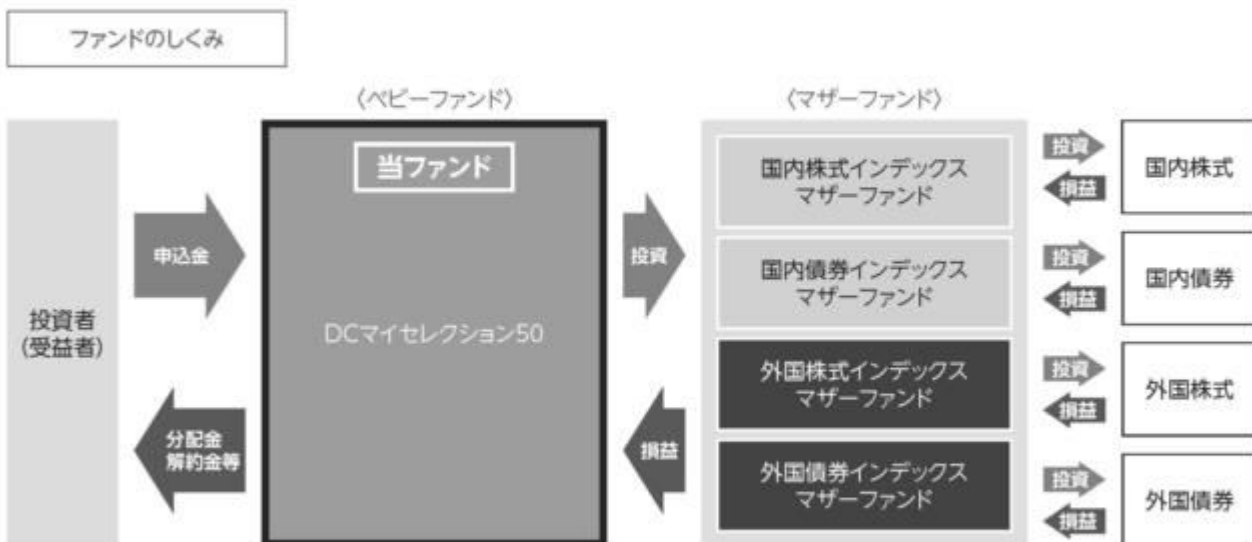 ファンドのしくみ
〈ベビーファンド〉
〈マザーファンド〉
投資者
(受益者)
申込金
分配金
解約金等
当ファンド
DCマイセレクション50
投資
損益
国内株式インデックス
マザーファンド
国内債券インデックス
マザーファンド
外国株式インデックス
マザーファンド
外国債券インデックス
マザーファンド
投資
損益
国内株式
投資
損益
国内債券
投資
損益
外国株式
投資
損益
外国債券